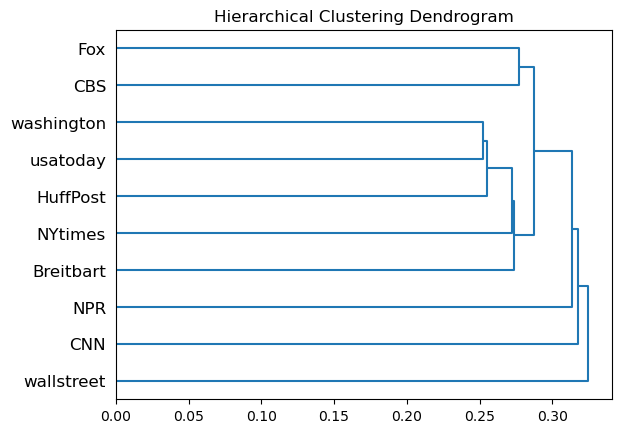 Hierarchical Clustering Dendrogram
Fox
CBS
washington
usatoday
HuffPost
NYtimes
Breitbart
NPR
CNN
wallstreet
0.00 0.05 0.10 0.15 0.20 0.25 0.30